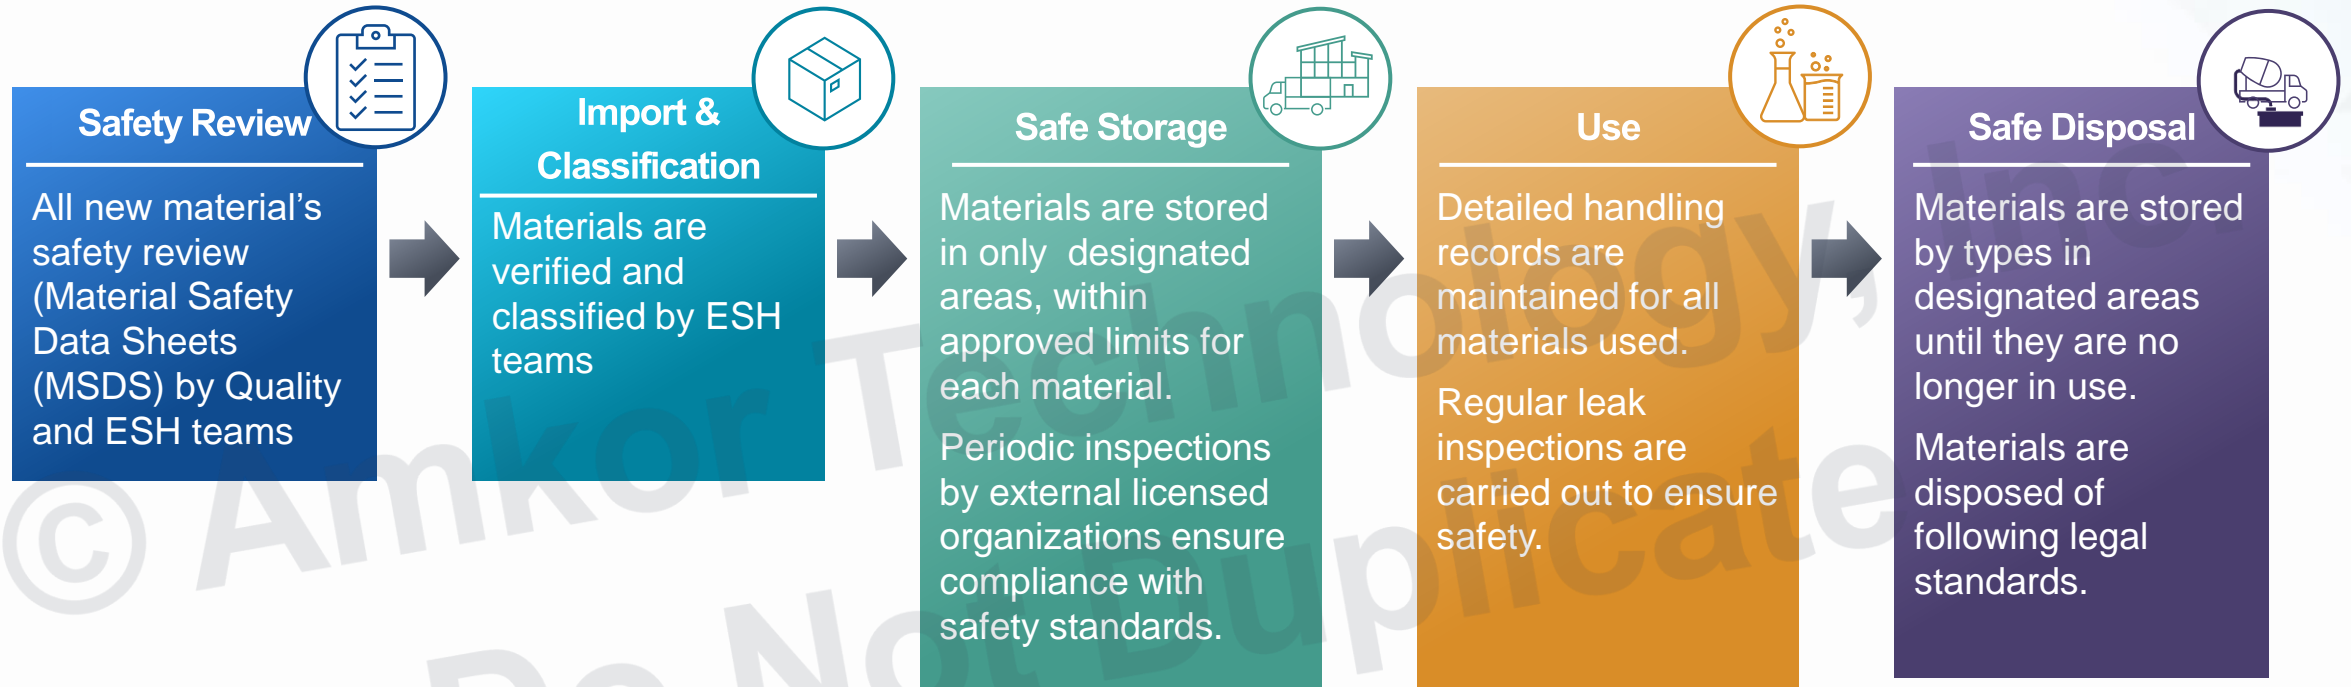 Safety Review
All new material's
safety review
(Material Safety
Data Sheets
(MSDS) by Quality
and ESH teams
Import &
Classification
Materials are
verified and
classified by ESH
teams
Safe Storage
Materials are stored
in only designated
areas, within
approved limits for
each material.
Periodic inspections
by external licensed
organizations ensure
compliance with
safety standards.
Use
Detailed handling
records are
maintained for all
materials used.
Regular leak
inspections are
carried out to ensure
safety.
Safe Disposal
Materials are stored
by types in
designated areas
until they are no
longer in use.
Materials are
disposed of
following legal
standards.
© Amkor Technology, Inc.
Do Not Duplicate